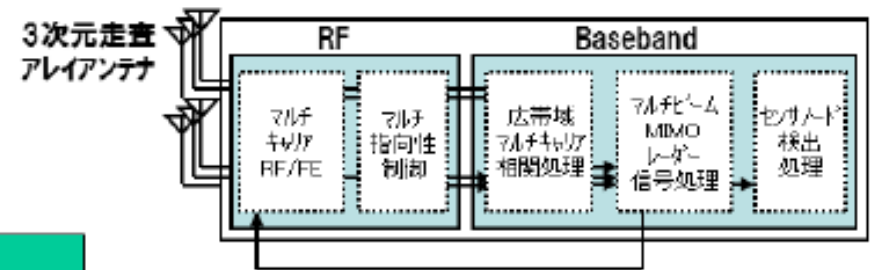 3次元走査
アレイアンテナ
RF
Baseband
マルチ
キャリア
RF/FE
マルチ
指向性
制御
広帯域
マルチキャリア
相関処理
マルチビーム
MIMO
レーダー
信号処理
センサノード
検出
処理